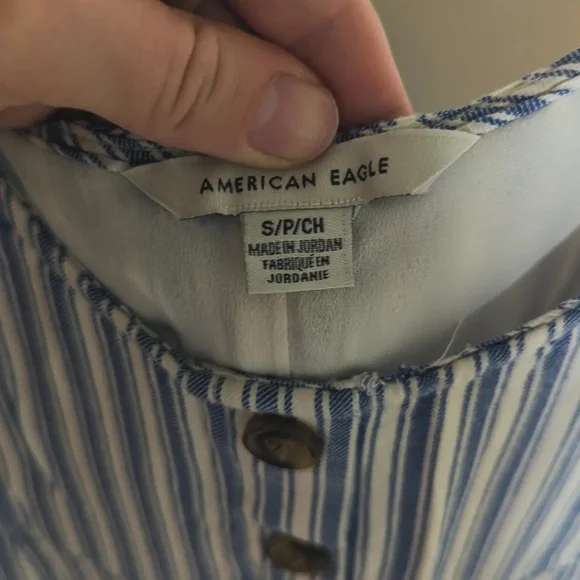 AMERICAN EAGLE
S/P/CH
MADE IN JORDAN
FABRIQUÉ EN
JORDANIE